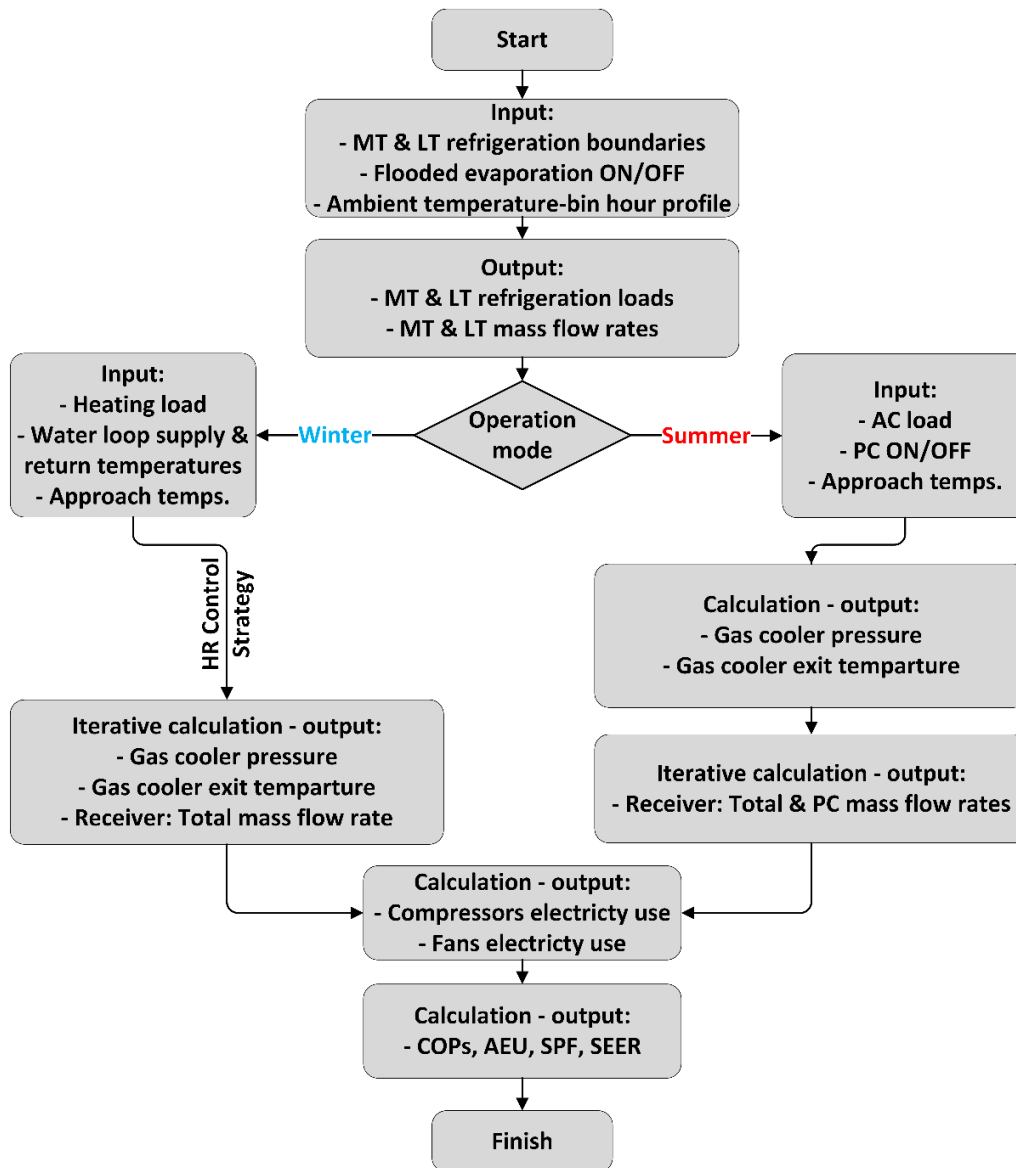 Start
Input:
- MT & LT refrigeration boundaries
- Flooded evaporation ON/OFF
- Ambient temperature-bin hour profile
Output:
- MT & LT refrigeration loads
- MT & LT mass flow rates
Operation
mode
Winter
Summer
Input:
- Heating load
- Water loop supply &
return temperatures
- Approach temps.
Input:
- AC load
- PC ON/OFF
- Approach temps.
HR Control
Strategy
Calculation - output:
- Gas cooler pressure
- Gas cooler exit temparture
Iterative calculation - output:
- Gas cooler pressure
- Gas cooler exit temparture
- Receiver: Total mass flow rate
Iterative calculation - output:
- Receiver: Total & PC mass flow rates
Calculation - output:
- Compressors electricty use
- Fans electricty use
Calculation - output:
- COPs, AEU, SPF, SEER
Finish